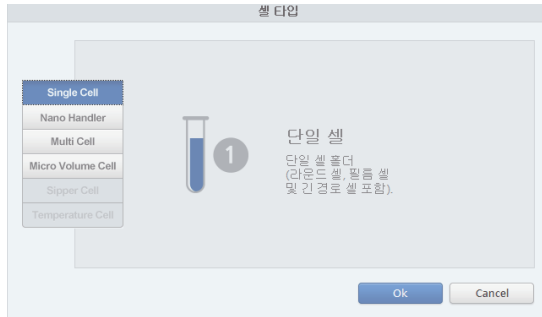 셀 타입
Single Cell
Nano Handler
Multi Cell
Micro Volume Cell
Sipper Cell
Temperature Cell
1
단일 셀
단일 셀 홀더
(라운드 셀, 필름 셀
및 긴 경로 셀 포함).
Ok
Cancel